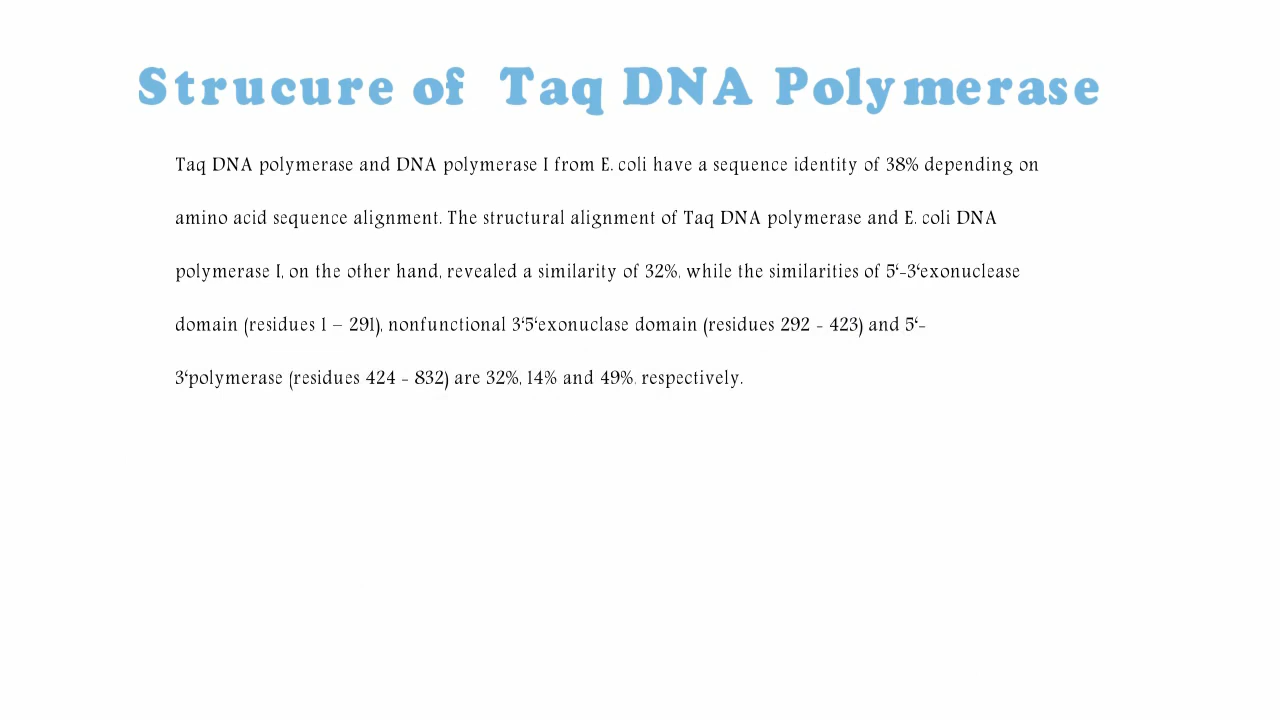 Strucure of Taq DNA Polymerase
Taq DNA polymerase and DNA polymerase I from E. coli have a sequence identity of 38% depending on
amino acid sequence alignment. The structural alignment of Taq DNA polymerase and E. coli DNA
polymerase I, on the other hand, revealed a similarity of 32%, while the similarities of 5‘-3‘exonuclease
domain (residues 1 – 291), nonfunctional 3‘5‘exonuclase domain (residues 292 - 423) and 5‘-
3‘polymerase (residues 424 - 832) are 32%, 14% and 49%, respectively.